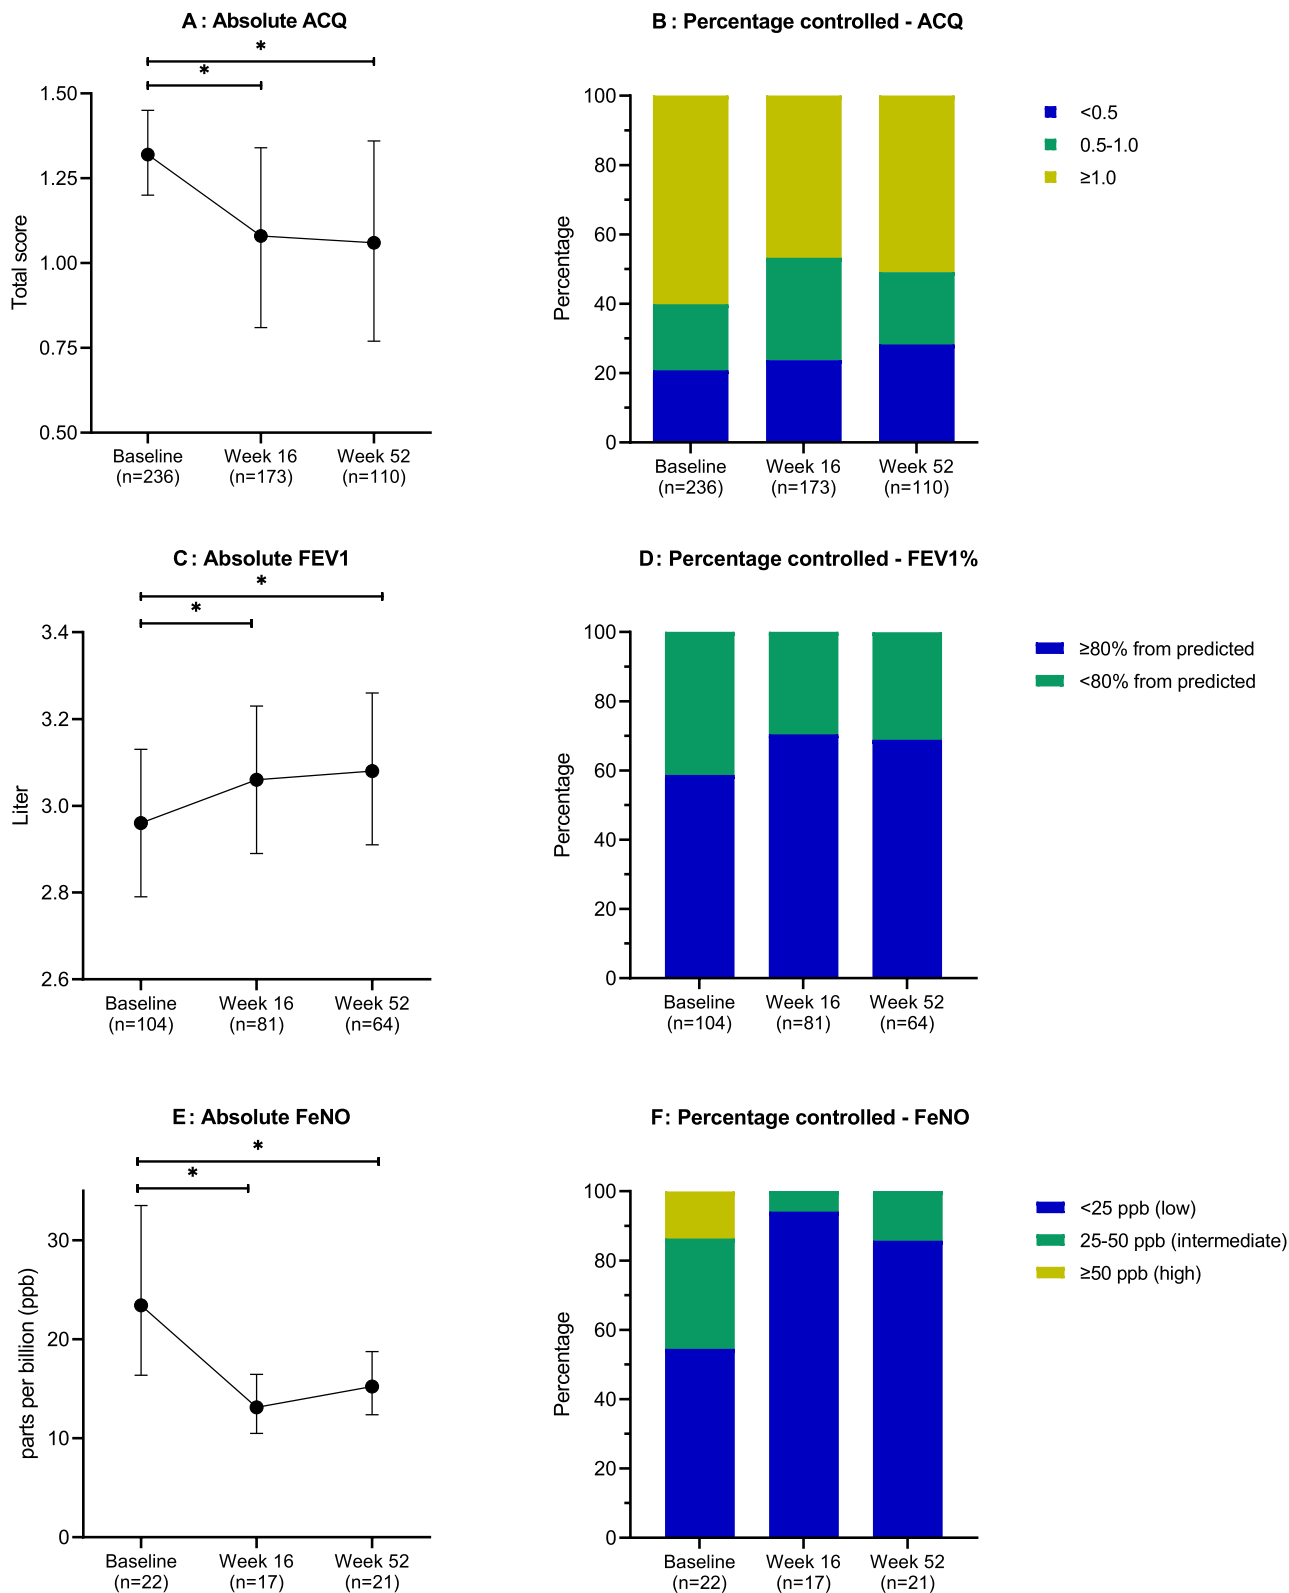 A: Absolute ACQ
*
*
1.50
1.25
1.00
0.75
0.50
Total score
Baseline
(n=236)
Week 16
(n=173)
Week 52
(n=110)
B: Percentage controlled - ACQ
100
80
60
40
20
0
Percentage
Baseline
(n=236)
Week 16
(n=173)
Week 52
(n=110)
<0.5
0.5-1.0
≥1.0
C: Absolute FEV1
*
*
3.4
3.2
3.0
2.8
2.6
Liter
Baseline
(n=104)
Week 16
(n=81)
Week 52
(n=64)
D: Percentage controlled - FEV1%
100
80
60
40
20
0
Percentage
Baseline
(n=104)
Week 16
(n=81)
Week 52
(n=64)
≥80% from predicted
<80% from predicted
E: Absolute FeNO
*
*
30
20
10
0
parts per billion (ppb)
Baseline
(n=22)
Week 16
(n=17)
Week 52
(n=21)
F: Percentage controlled - FeNO
100
80
60
40
20
0
Percentage
Baseline
(n=22)
Week 16
(n=17)
Week 52
(n=21)
<25 ppb (low)
25-50 ppb (intermediate)
≥50 ppb (high)